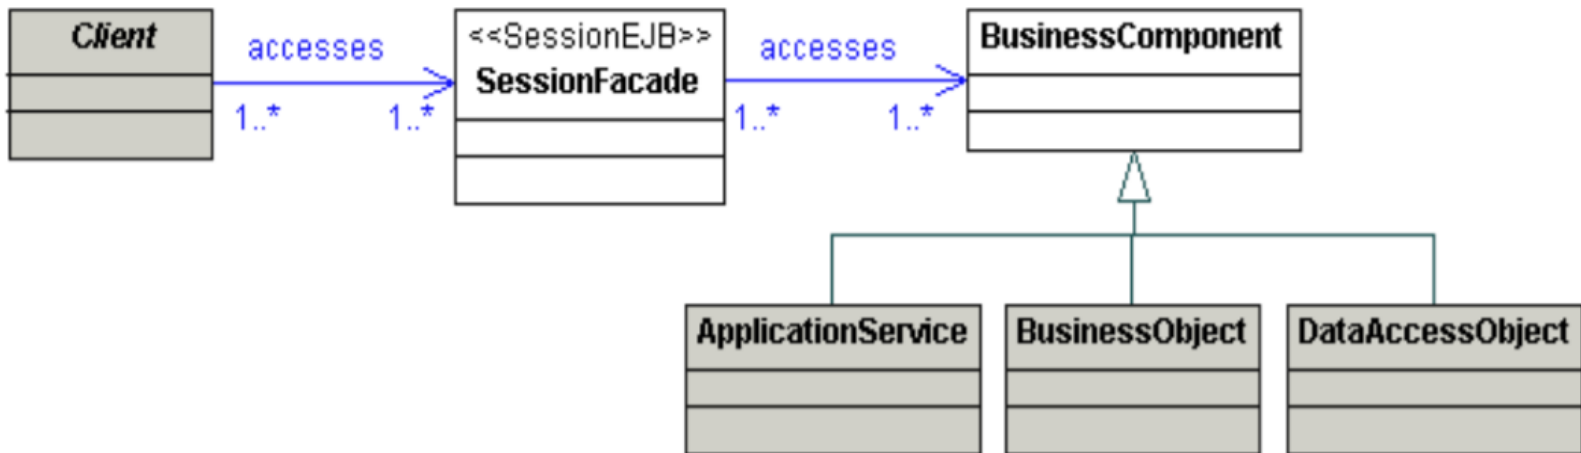 Client
accesses
1..*
1..*
<<SessionEJB>>
SessionFacade
accesses
1..*
1..*
BusinessComponent
ApplicationService
BusinessObject
DataAccessObject